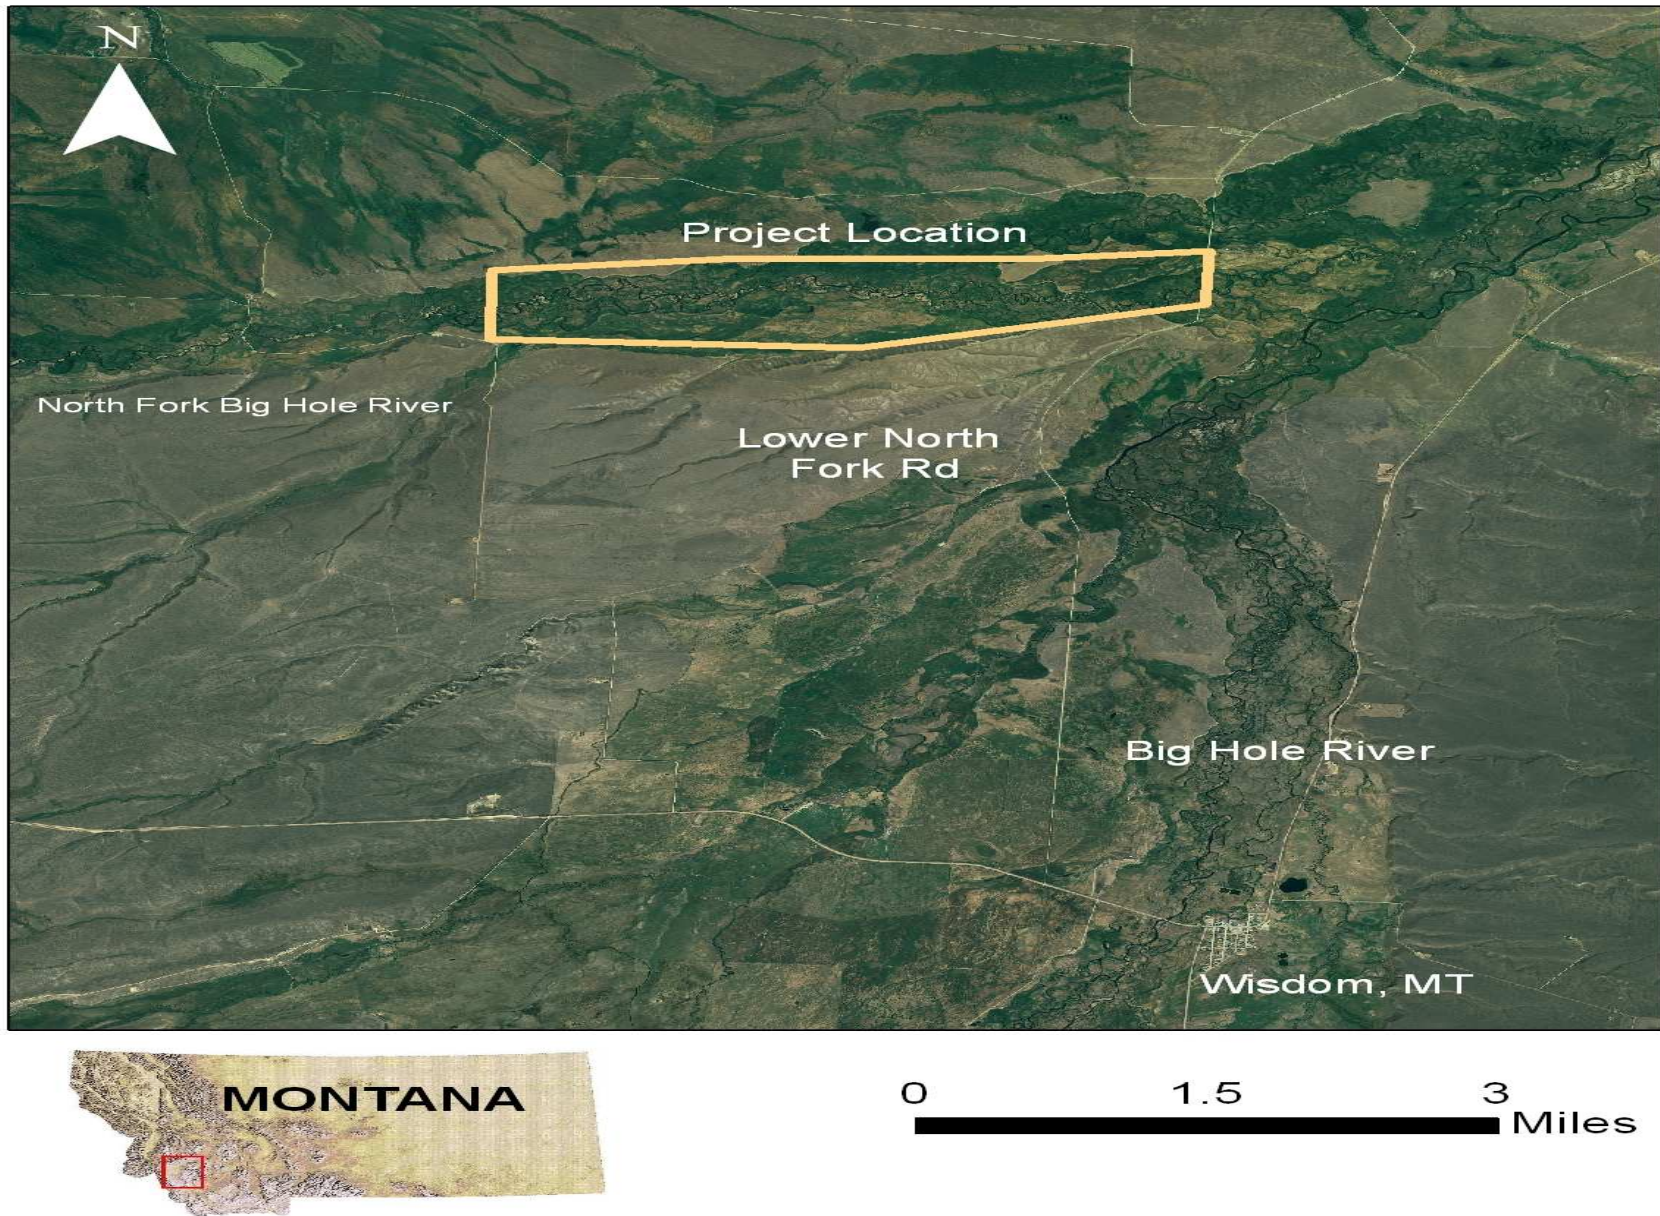 N
Project Location
North Fork Big Hole River
Lower North
Fork Rd
Big Hole River
Wisdom, MT
MONTANA
0 1.5 3
Miles